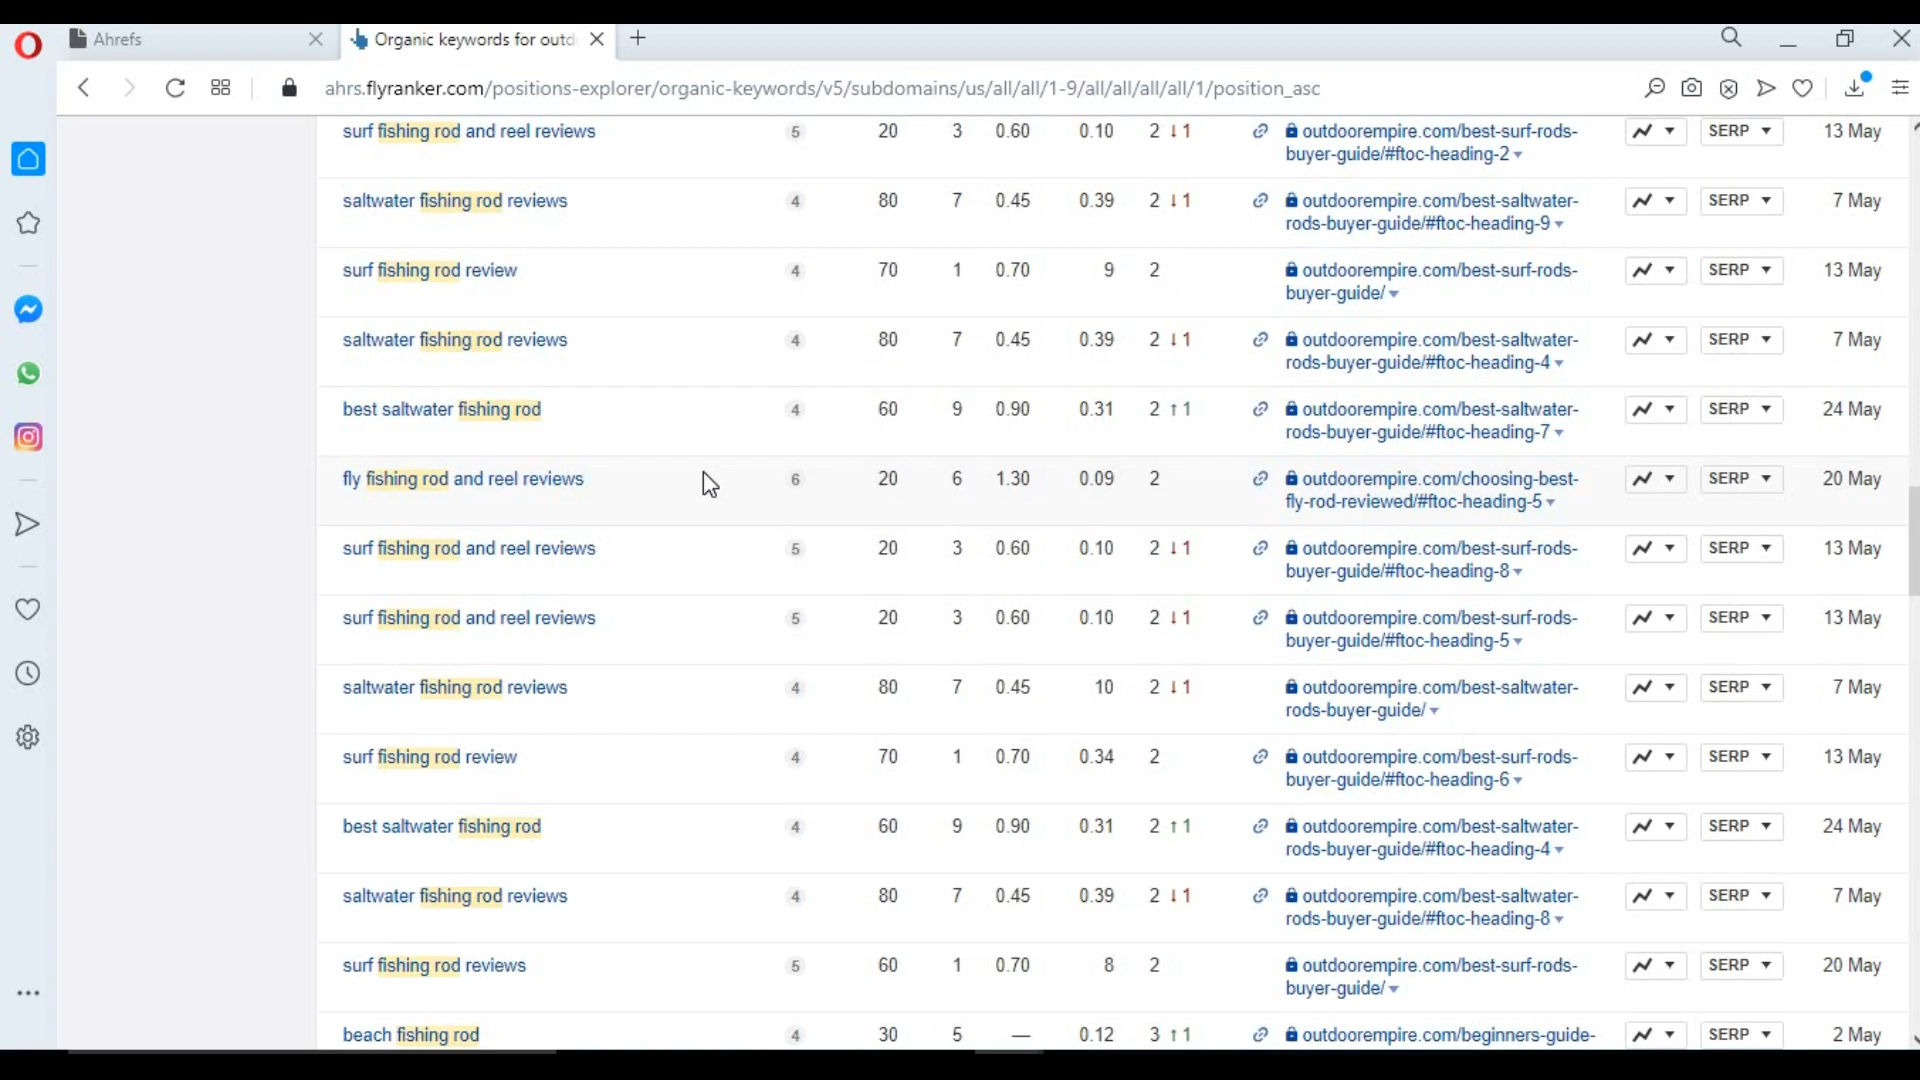 Ahrefs
Organic keywords for outd
ahrs.flyranker.com/positions-explorer/organic-keywords/v5/subdomains/us/all/all/1-9/all/all/all/all/1/position_asc
surf fishing rod and reel reviews 5 20 3 0.60 0.10 2 ↓1 outdoorempire.com/best-surf-rods- SERP 13 May
buyer-guide/#ftoc-heading-2
saltwater fishing rod reviews 4 80 7 0.45 0.39 2 ↓1 outdoorempire.com/best-saltwater- SERP 7 May
rods-buyer-guide/#ftoc-heading-9
surf fishing rod review 4 70 1 0.70 9 2 outdoorempire.com/best-surf-rods- SERP 13 May
buyer-guide/
saltwater fishing rod reviews 4 80 7 0.45 0.39 2 ↓1 outdoorempire.com/best-saltwater- SERP 7 May
rods-buyer-guide/#ftoc-heading-4
best saltwater fishing rod 4 60 9 0.90 0.31 2 ↑1 outdoorempire.com/best-saltwater- SERP 24 May
rods-buyer-guide/#ftoc-heading-7
fly fishing rod and reel reviews 6 20 6 1.30 0.09 2 outdoorempire.com/choosing-best- SERP 20 May
fly-rod-reviewed/#ftoc-heading-5
surf fishing rod and reel reviews 5 20 3 0.60 0.10 2 ↓1 outdoorempire.com/best-surf-rods- SERP 13 May
buyer-guide/#ftoc-heading-8
surf fishing rod and reel reviews 5 20 3 0.60 0.10 2 ↓1 outdoorempire.com/best-surf-rods- SERP 13 May
buyer-guide/#ftoc-heading-5
saltwater fishing rod reviews 4 80 7 0.45 10 2 ↓1 outdoorempire.com/best-saltwater- SERP 7 May
rods-buyer-guide/
surf fishing rod review 4 70 1 0.70 0.34 2 outdoorempire.com/best-surf-rods- SERP 13 May
buyer-guide/#ftoc-heading-6
best saltwater fishing rod 4 60 9 0.90 0.31 2 ↑1 outdoorempire.com/best-saltwater- SERP 24 May
rods-buyer-guide/#ftoc-heading-4
saltwater fishing rod reviews 4 80 7 0.45 0.39 2 ↓1 outdoorempire.com/best-saltwater- SERP 7 May
rods-buyer-guide/#ftoc-heading-8
surf fishing rod reviews 5 60 1 0.70 8 2 outdoorempire.com/best-surf-rods- SERP 20 May
buyer-guide/
beach fishing rod 4 30 5 — 0.12 3 ↑1 outdoorempire.com/beginners-guide- SERP 2 May